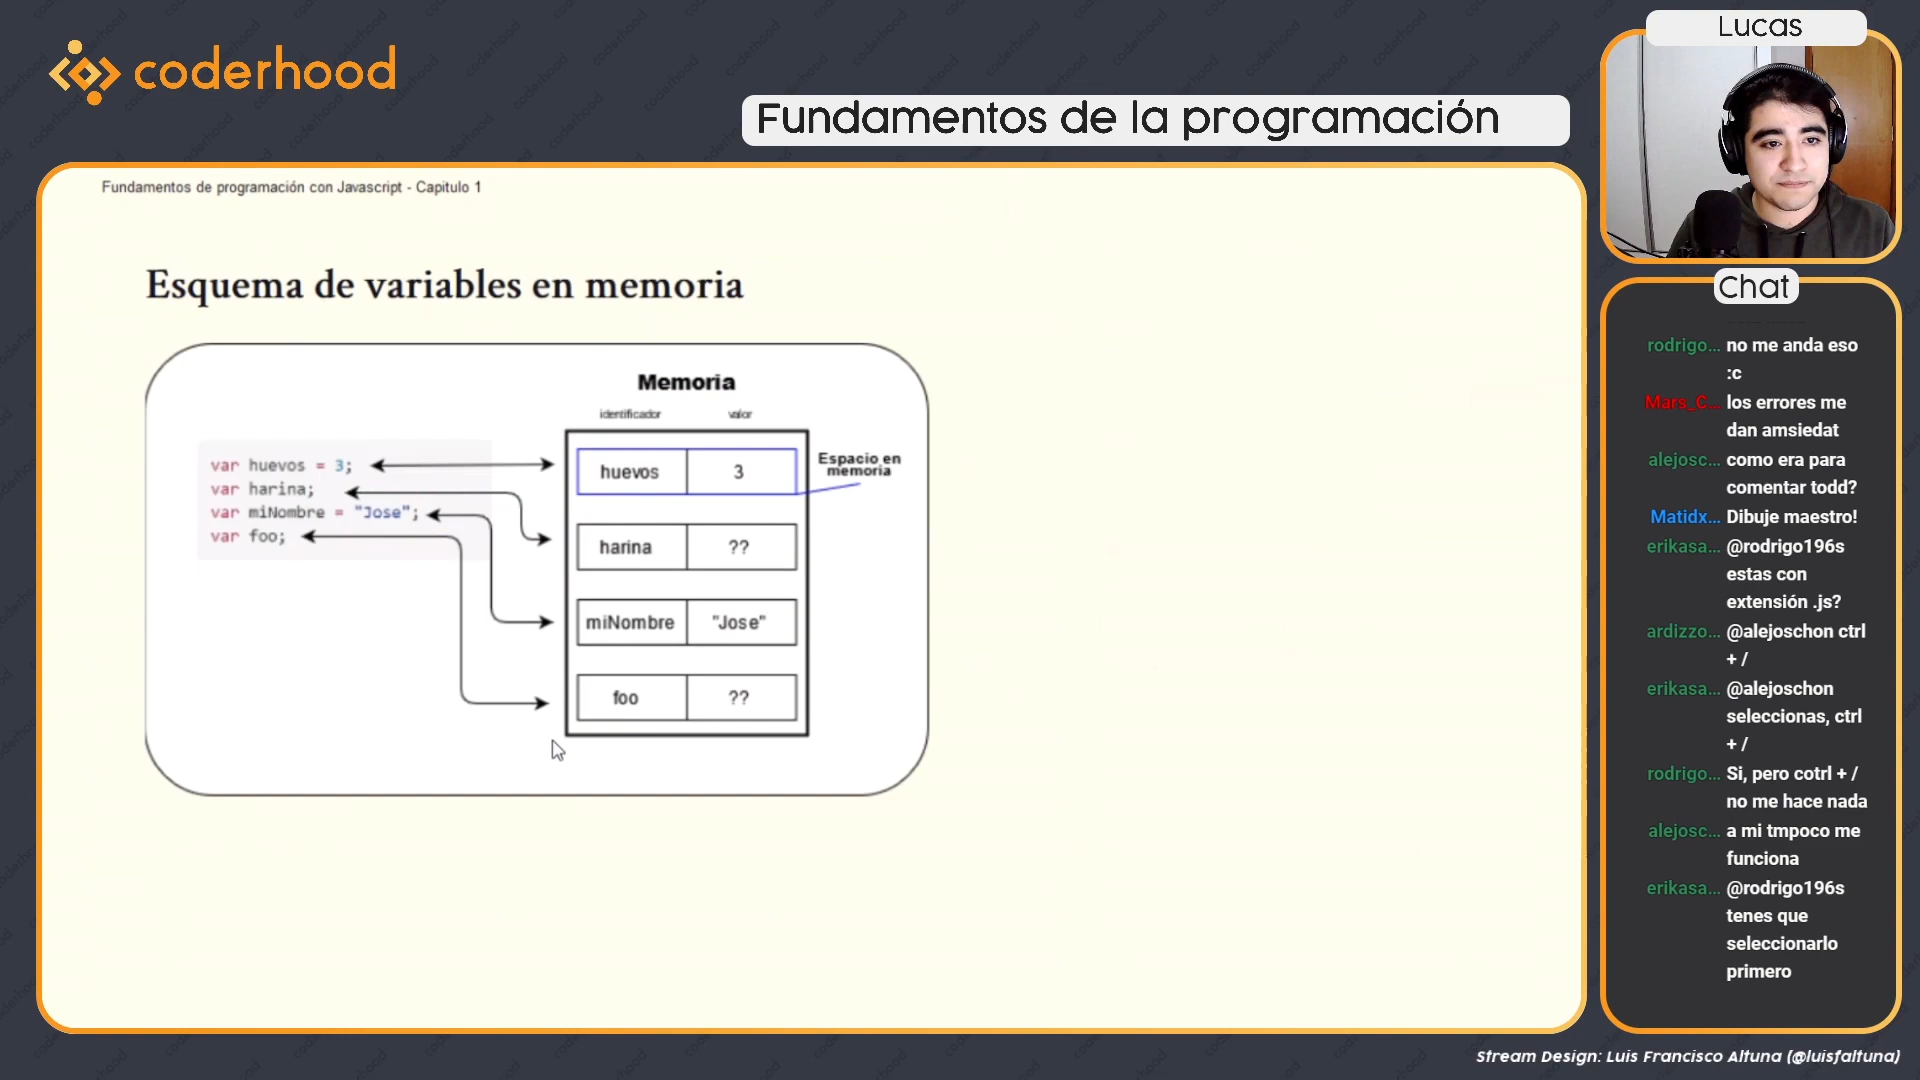 coderhood
Fundamentos de la programación
Lucas
Fundamentos de programación con Javascript - Capitulo 1
Esquema de variables en memoria
Memoria
identificador valor
var huevos = 3;
var harina;
var miNombre = "Jose";
var foo;
huevos 3
Espacio en
memoria
harina ??
miNombre "Jose"
foo ??
Chat
rodrigo... no me anda eso
:c
Mars_C... los errores me
dan amsiedat
alejosc... como era para
comentar todd?
Matidx... Dibuje maestro!
erikasa... @rodrigo196s
estas con
extensión .js?
ardizzo... @alejoschon ctrl
+ /
erikasa... @alejoschon
seleccionas, ctrl
+ /
rodrigo... Si, pero cotrl + /
no me hace nada
alejosc... a mi tmpoco me
funciona
erikasa... @rodrigo196s
tenes que
seleccionarlo
primero
Stream Design: Luis Francisco Altuna (@luisfaltuna)